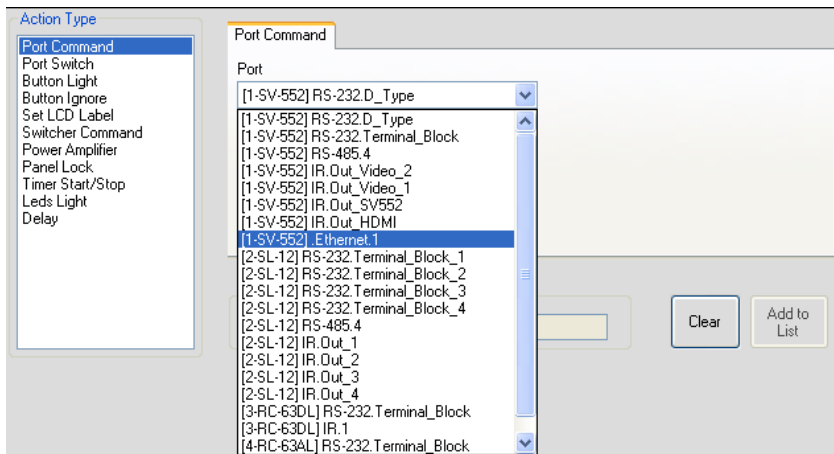 Action Type
Port Command
Port Switch
Button Light
Button Ignore
Set LCD Label
Switcher Command
Power Amplifier
Panel Lock
Timer Start/Stop
Leds Light
Delay
Port Command
Port
[1-SV-552] RS-232.D_Type
[1-SV-552] RS-232.D_Type
[1-SV-552] RS-232.Terminal_Block
[1-SV-552] RS-485.4
[1-SV-552] IR.Out_Video_2
[1-SV-552] IR.Out_Video_1
[1-SV-552] IR.Out_SV552
[1-SV-552] IR.Out_HDMI
[1-SV-552] .Ethernet.1
[2-SL-12] RS-232.Terminal_Block_1
[2-SL-12] RS-232.Terminal_Block_2
[2-SL-12] RS-232.Terminal_Block_3
[2-SL-12] RS-232.Terminal_Block_4
[2-SL-12] RS-485.4
[2-SL-12] IR.Out_1
[2-SL-12] IR.Out_2
[2-SL-12] IR.Out_3
[2-SL-12] IR.Out_4
[3-RC-63DL] RS-232.Terminal_Block
[3-RC-63DL] IR.1
[4-RC-63AL] RS-232.Terminal_Block
Clear
Add to
List